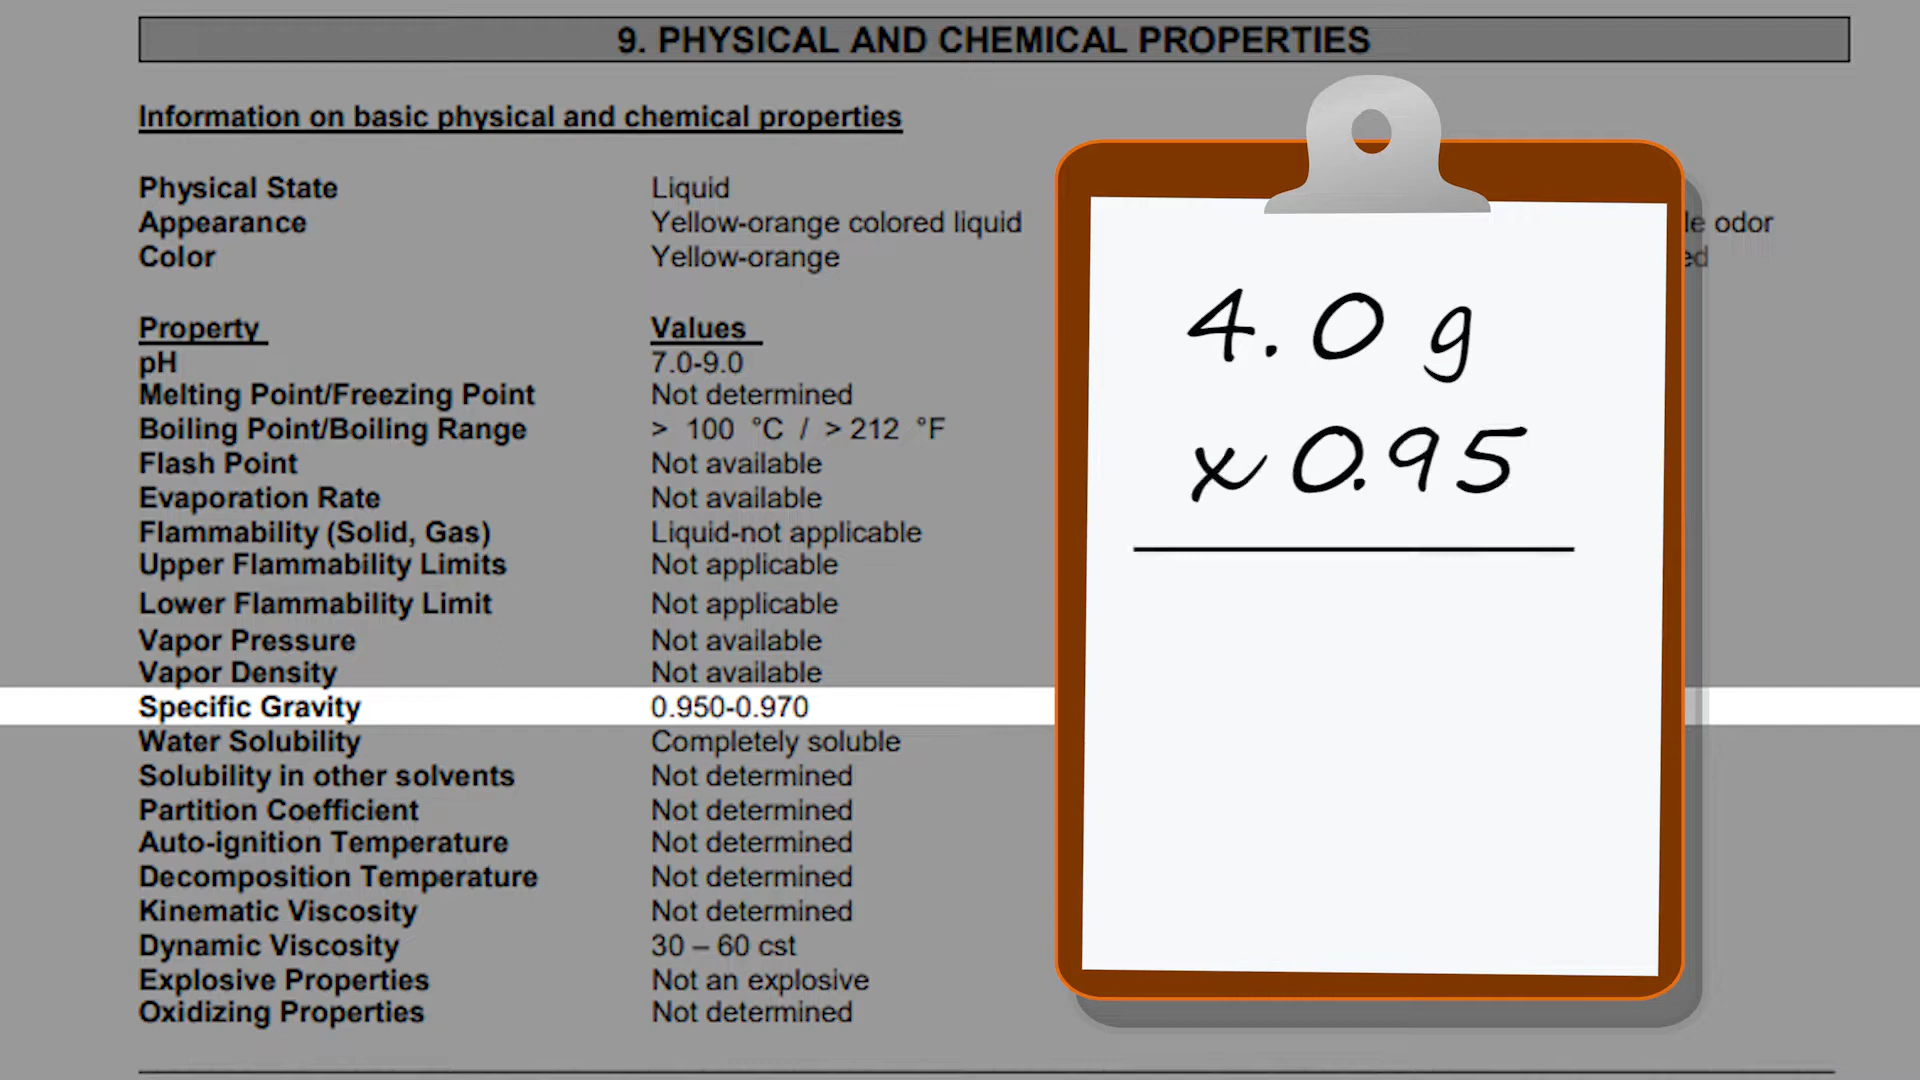 9. PHYSICAL AND CHEMICAL PROPERTIES
Information on basic physical and chemical properties
Physical State Liquid
Appearance Yellow-orange colored liquid odor
Color Yellow-orange
Property Values
pH 7.0-9.0
Melting Point/Freezing Point Not determined
Boiling Point/Boiling Range > 100 °C / > 212 °F
Flash Point Not available
Evaporation Rate Not available
Flammability (Solid, Gas) Liquid-not applicable
Upper Flammability Limits Not applicable
Lower Flammability Limit Not applicable
Vapor Pressure Not available
Vapor Density Not available
Specific Gravity 0.950-0.970
Water Solubility Completely soluble
Solubility in other solvents Not determined
Partition Coefficient Not determined
Auto-ignition Temperature Not determined
Decomposition Temperature Not determined
Kinematic Viscosity Not determined
Dynamic Viscosity 30 – 60 cst
Explosive Properties Not an explosive
Oxidizing Properties Not determined
4.0 g
x 0.95